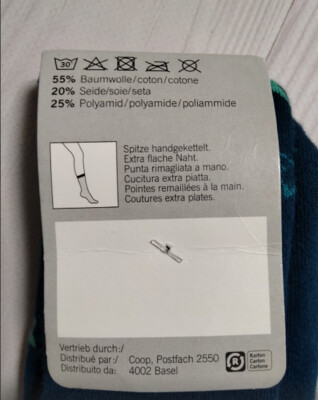 30
55% Baumwolle/coton/cotone
20% Seide/soie/seta
25% Polyamid/polyamide/poliammide
Spitze handgekettelt.
Extra flache Naht.
Punta rimagliata a mano.
Cucitura extra piatta.
Pointes remaillées à la main.
Coutures extra plates.
Vertrieb durch:/
Distribué par:/ Coop, Postfach 2550
Distribuito da: 4002 Basel
R
Karton
Carton
Cartone